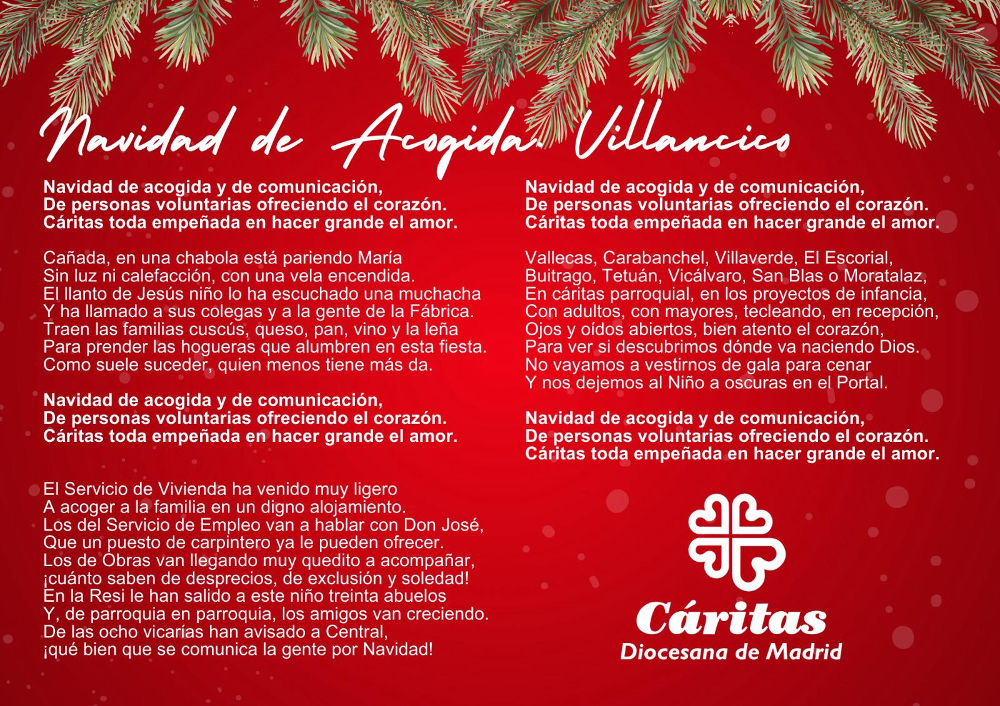 Navidad de Acogida. Villancico
Navidad de acogida y de comunicación,
De personas voluntarias ofreciendo el corazón.
Cáritas toda empeñada en hacer grande el amor.
Cañada, en una chabola está pariendo María
Sin luz ni calefacción, con una vela encendida.
El llanto de Jesús niño lo ha escuchado una muchacha
Y ha llamado a sus colegas y a la gente de la Fábrica.
Traen las familias cuscús, queso, pan, vino y la leña
Para prender las hogueras que alumbren en esta fiesta.
Como suele suceder, quien menos tiene más da.
Navidad de acogida y de comunicación,
De personas voluntarias ofreciendo el corazón.
Cáritas toda empeñada en hacer grande el amor.
El Servicio de Vivienda ha venido muy ligero
A acoger a la familia en un digno alojamiento.
Los del Servicio de Empleo van a hablar con Don José,
Que un puesto de carpintero ya le pueden ofrecer.
Los de Obras van llegando muy quedito a acompañar,
¡cuánto saben de desprecios, de exclusión y soledad!
En la Resi le han salido a este niño treinta abuelos
Y, de parroquia en parroquia, los amigos van creciendo.
De las ocho vicarías han avisado a Central,
¡qué bien que se comunica la gente por Navidad!
Navidad de acogida y de comunicación,
De personas voluntarias ofreciendo el corazón.
Cáritas toda empeñada en hacer grande el amor.
Vallecas, Carabanchel, Villaverde, El Escorial,
Buitrago, Tetuán, Vicálvaro, San Blas o Moratalaz,
En cáritas parroquial, en los proyectos de infancia,
Con adultos, con mayores, tecleando, en recepción,
Ojos y oídos abiertos, bien atento el corazón,
Para ver si descubrimos dónde va naciendo Dios.
No vayamos a vestirnos de gala para cenar
Y nos dejemos al Niño a oscuras en el Portal.
Navidad de acogida y de comunicación,
De personas voluntarias ofreciendo el corazón.
Cáritas toda empeñada en hacer grande el amor.
Cáritas
Diocesana de Madrid